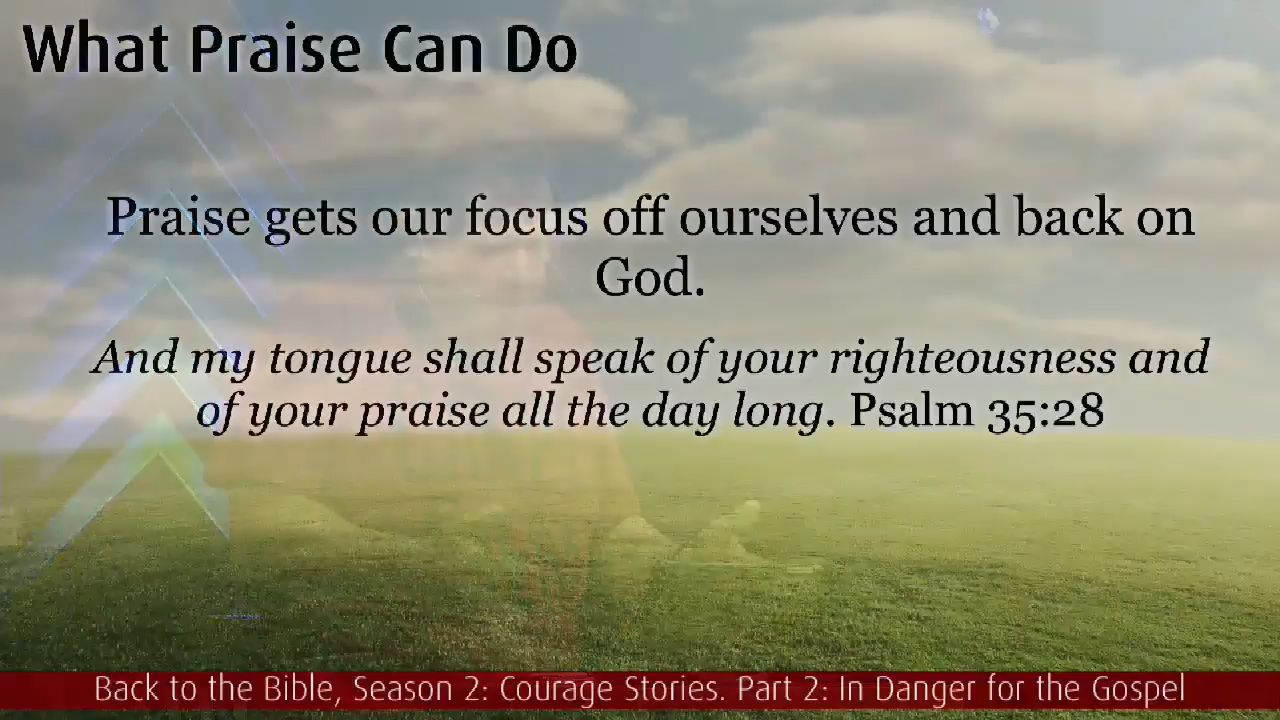 What Praise Can Do
Praise gets our focus off ourselves and back on
God.
And my tongue shall speak of your righteousness and
of your praise all the day long. Psalm 35:28
Back to the Bible, Season 2: Courage Stories. Part 2: In Danger for the Gospel